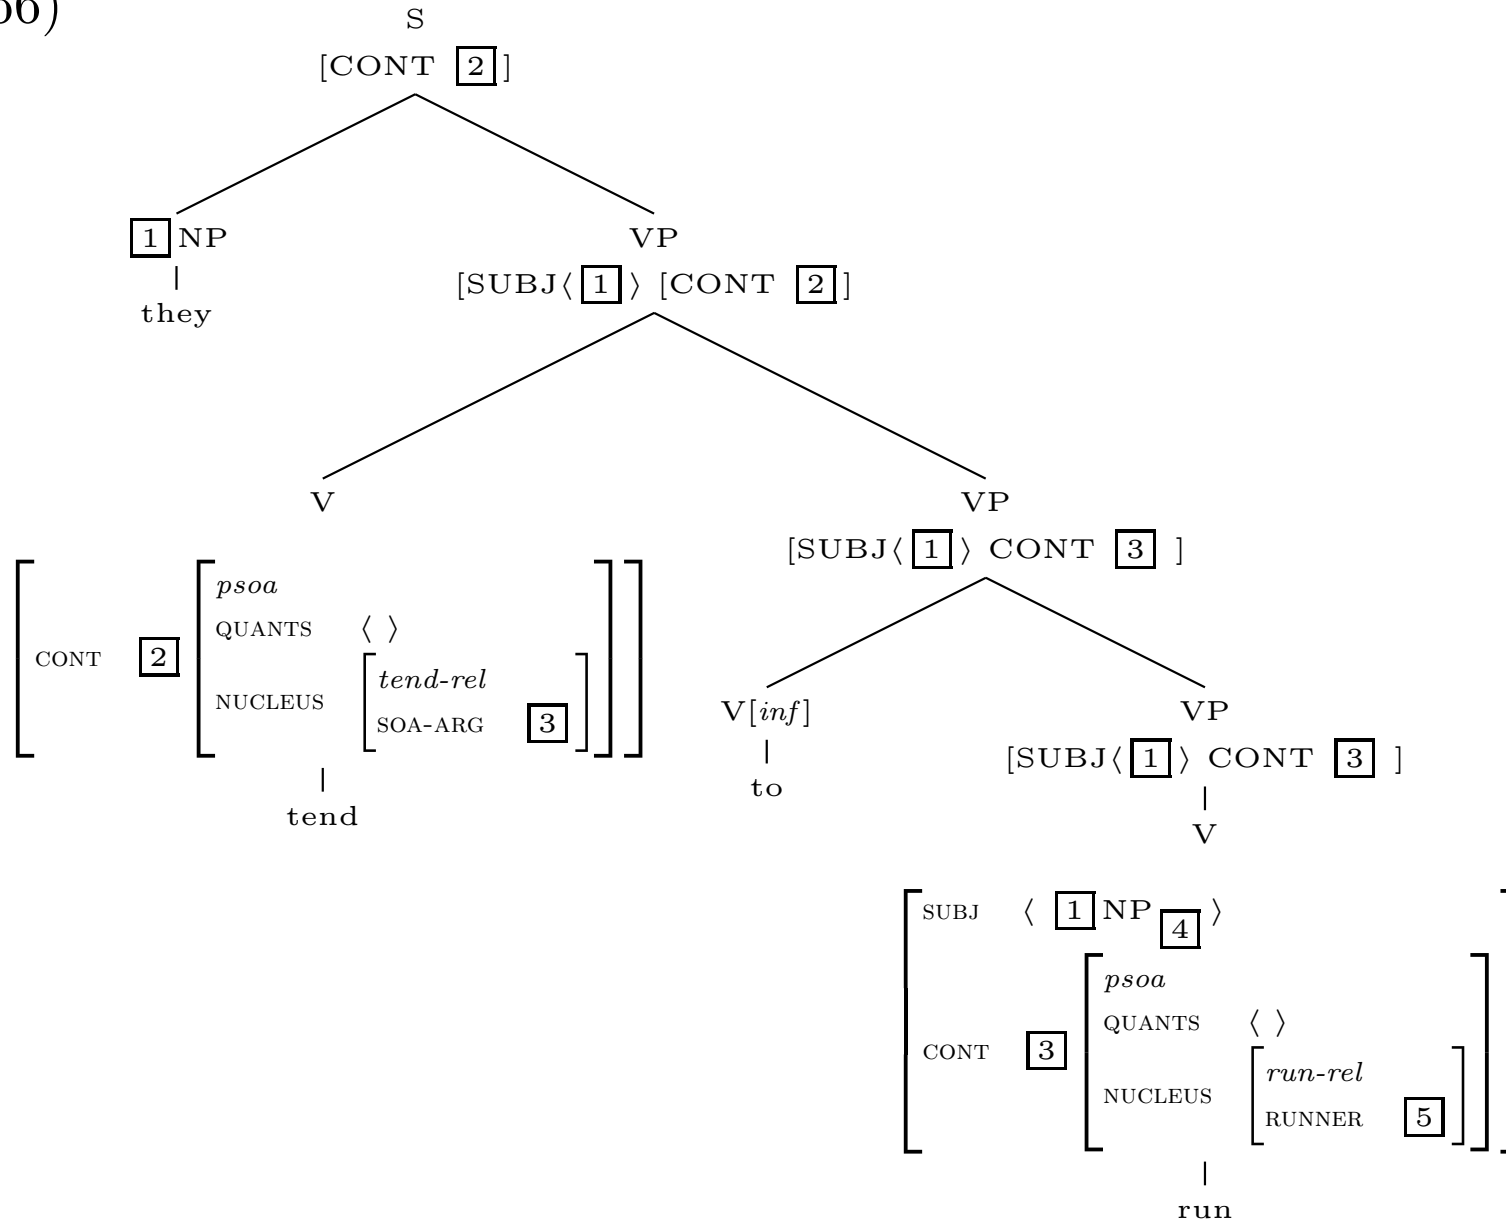 66)
S
[CONT 2]
1 NP VP
[SUBJ⟨ 1 ⟩ [CONT 2]
they
V VP
[SUBJ⟨ 1 ⟩ CONT 3 ]
psoa
QUANTS ⟨ ⟩
CONT 2
tend-rel
NUCLEUS
SOA-ARG 3
V[inf] VP
[SUBJ⟨ 1 ⟩ CONT 3 ]
to
tend
V
SUBJ ⟨ 1 NP 4 ⟩
psoa
QUANTS ⟨ ⟩
CONT 3
run-rel
NUCLEUS
RUNNER 5
run